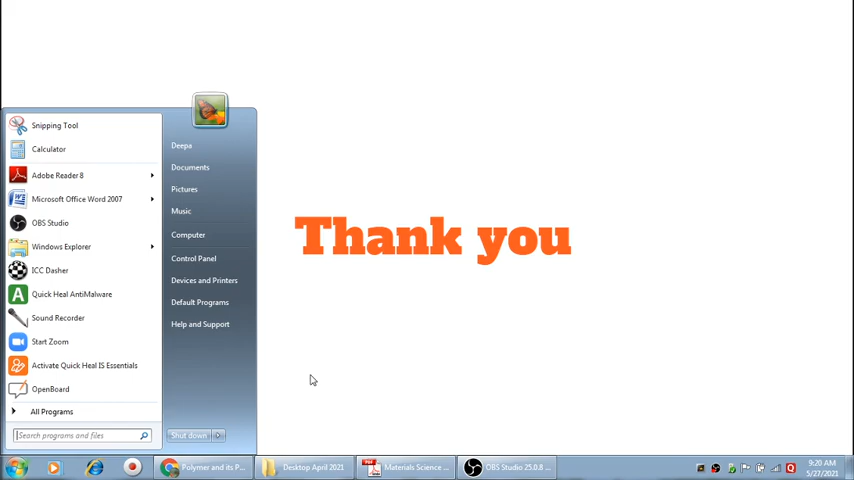 Snipping Tool
Calculator
Adobe Reader 8
Microsoft Office Word 2007
OBS Studio
Windows Explorer
ICC Dasher
Quick Heal AntiMalware
Sound Recorder
Start Zoom
Activate Quick Heal IS Essentials
OpenBoard
All Programs
Search programs and files
Deepa
Documents
Pictures
Music
Computer
Control Panel
Devices and Printers
Default Programs
Help and Support
Shut down
Thank you
Polymer and its P...
Desktop April 2021
Materials Science ...
OBS Studio 25.0.8 ...
9:20 AM
5/27/2021